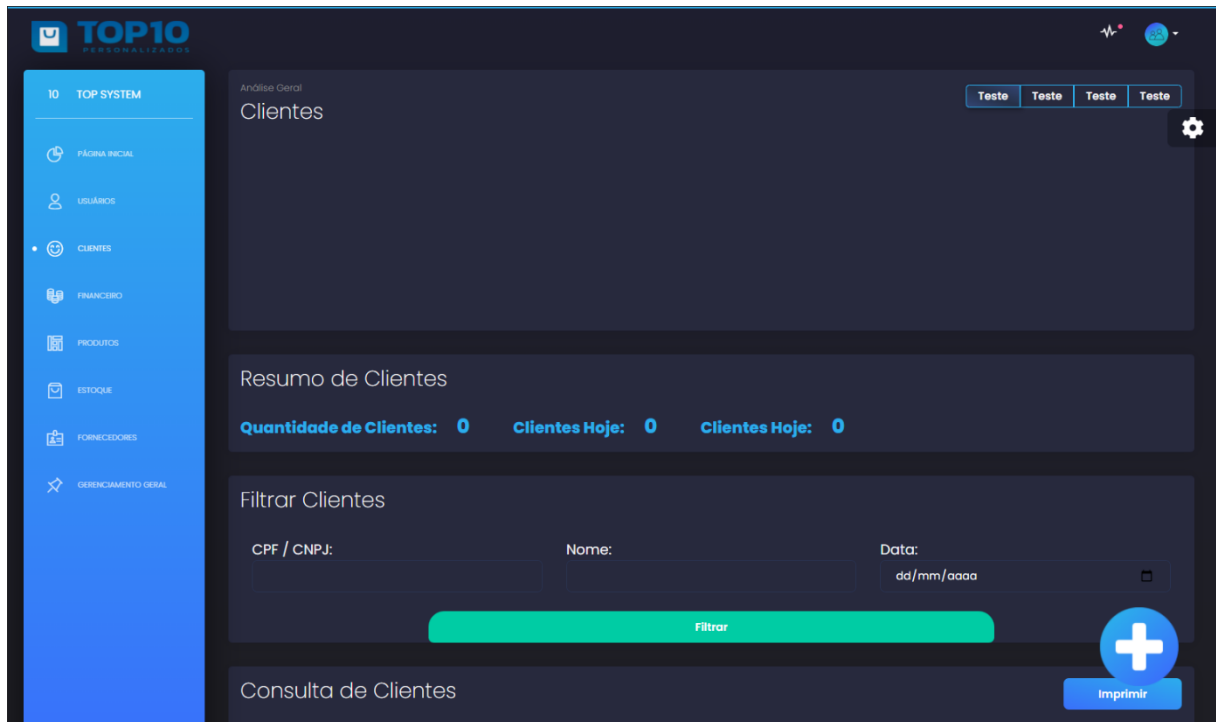 TOP10
PERSONALIZADOS
10 TOP SYSTEM
PÁGINA INICIAL
USUÁRIOS
CLIENTES
FINANCEIRO
PRODUTOS
ESTOQUE
FORNECEDORES
GERENCIAMENTO GERAL
Análise Geral
Clientes
Teste Teste Teste Teste
Resumo de Clientes
Quantidade de Clientes: 0 Clientes Hoje: 0 Clientes Hoje: 0
Filtrar Clientes
CPF / CNPJ: Nome: Data:
dd/mm/aaaa
Filtrar
Consulta de Clientes
Imprimir